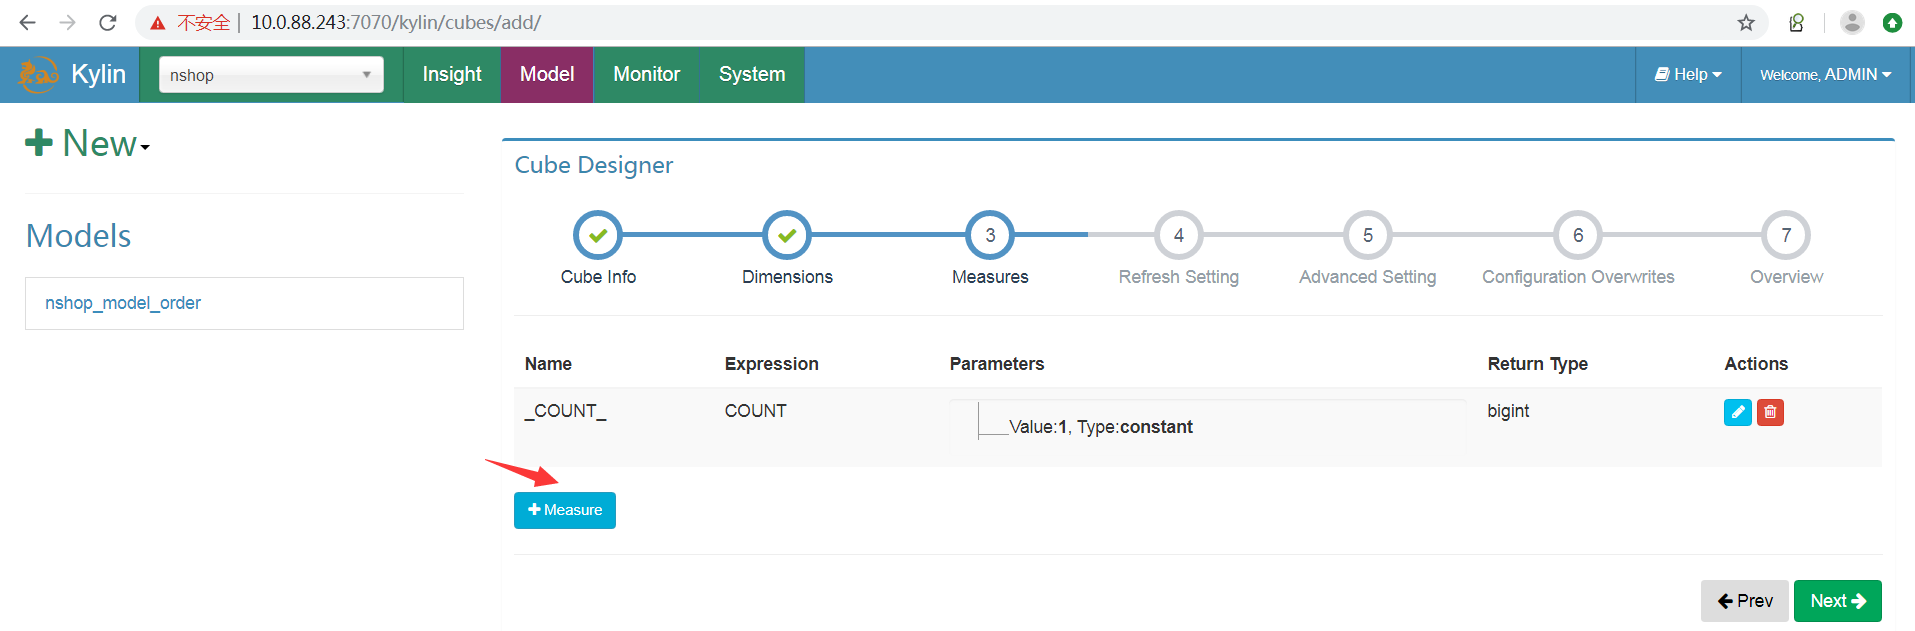 不安全 10.0.88.243:7070/kylin/cubes/add/
Kylin nshop Insight Model Monitor System Help Welcome, ADMIN
New
Models
nshop_model_order
Cube Designer
3 4 5 6 7
Cube Info Dimensions Measures Refresh Setting Advanced Setting Configuration Overwrites Overview
Name Expression Parameters Return Type Actions
_COUNT_ COUNT Value:1, Type:constant bigint
+ Measure
Prev Next